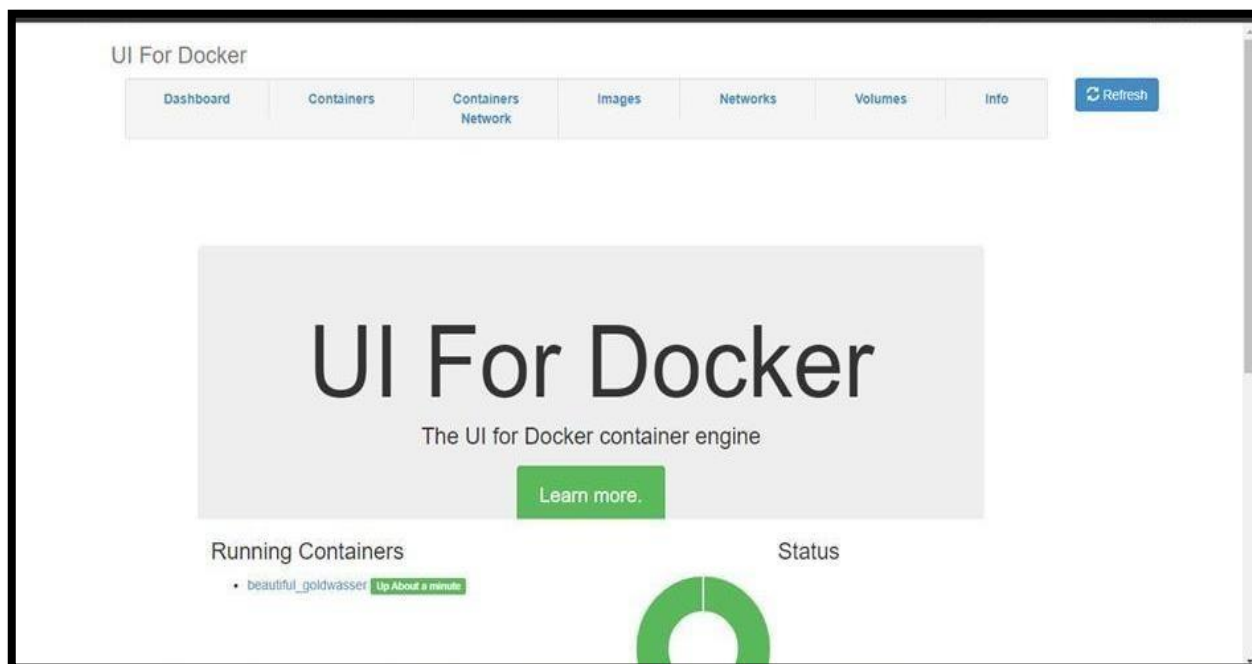 UI For Docker
Dashboard
Containers
Containers
Network
Images
Networks
Volumes
Info
Refresh
UI For Docker
The UI for Docker container engine
Learn more.
Running Containers
beautiful_goldwasser Up About a minute
Status